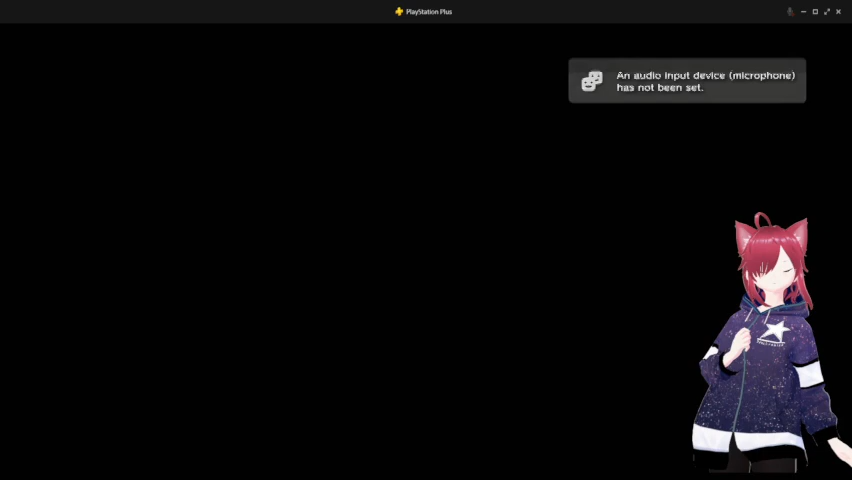 PlayStation Plus
An audio input device (microphone)
has not been set.